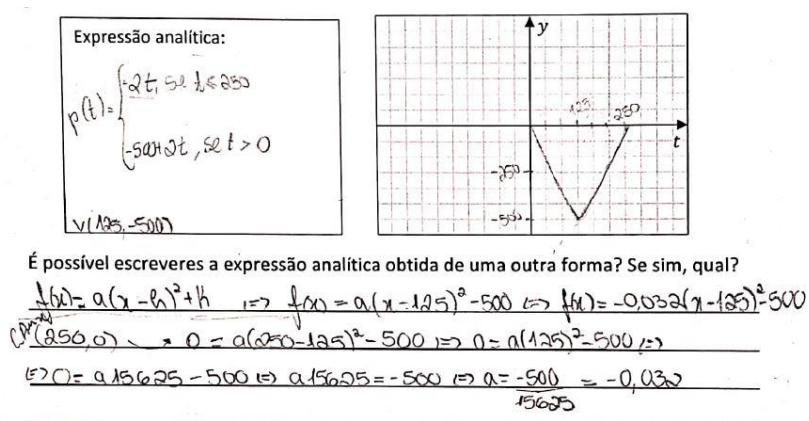 Expressão analítica:
p(t)= { -2t, se t≤250
-500+2t, se t>0
V(125,-500)
y
125
250
t
-250
-500
É possível escreveres a expressão analítica obtida de uma outra forma? Se sim, qual?
f(x)= a(x-h)²+k (=> f(x) = a(x-125)²-500 (=> f(x)= -0,032(x-125)²-500
(250,0) → 0 = a(250-125)²-500 (=> 0= a(125)²-500 (=>
(=> 0= a15625-500 (=> a15625=-500 (=> a= -500/15625 = -0,032